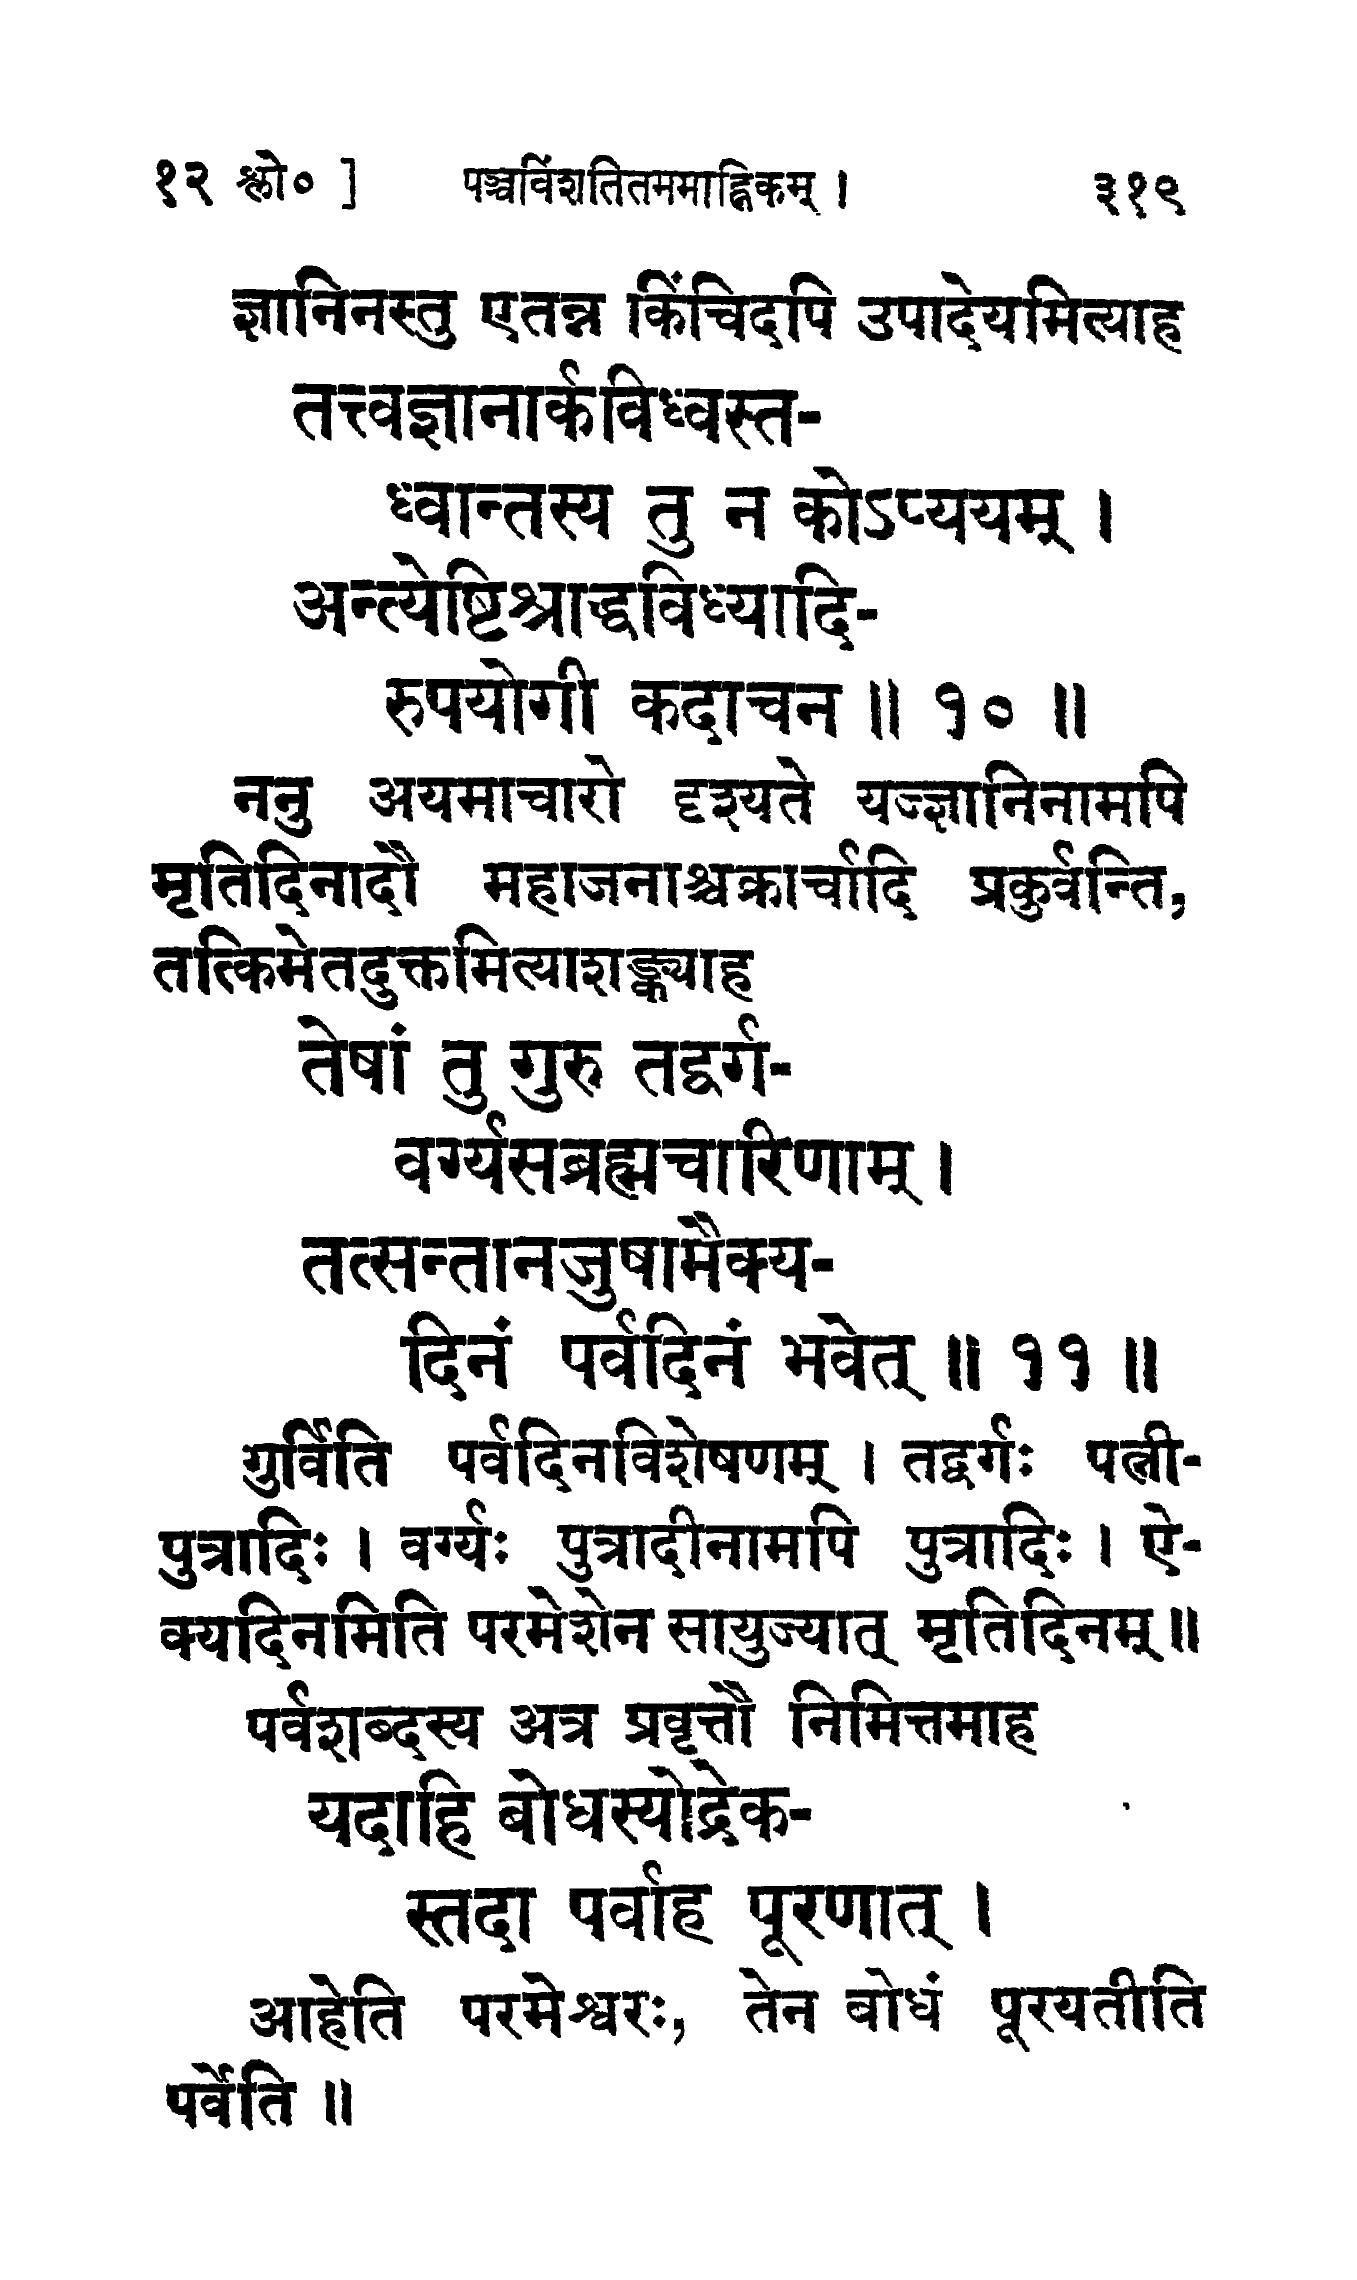 १२ श्लो० ] पञ्चविंशतितममाह्निकम् । ३१९
ज्ञानिनस्तु एतन्न किंचिदपि उपादेयमित्याह
तत्त्वज्ञानार्कविध्वस्त-
ध्वान्तस्य तु न कोऽप्ययम् ।
अन्त्येष्टिश्राद्धविध्यादि-
रुपयोगी कदाचन ॥ १० ॥
ननु अयमाचारो दृश्यते यज्ज्ञानिनामपि
मृतिदिनादौ महाजनाश्चक्रार्चादि प्रकुर्वन्ति,
तत्किमेतदुक्तमित्याशङ्क्याह
तेषां तु गुरु तद्वर्ग-
वर्ग्यसब्रह्मचारिणाम् ।
तत्सन्तानजुषामैक्य-
दिनं पर्वदिनं भवेत् ॥ ११ ॥
गुर्विति पर्वदिनविशेषणम् । तद्वर्गः पत्नी-
पुत्रादिः । वर्ग्यः पुत्रादीनामपि पुत्रादिः । ऐ-
क्यदिनमिति परमेशेन सायुज्यात् मृतिदिनम् ॥
पर्वशब्दस्य अत्र प्रवृत्तौ निमित्तमाह
यदाहि बोधस्योद्रेक-
स्तदा पर्वाह पूरणात् ।
आहेति परमेश्वरः, तेन बोधं पूरयतीति
पर्वेति ॥